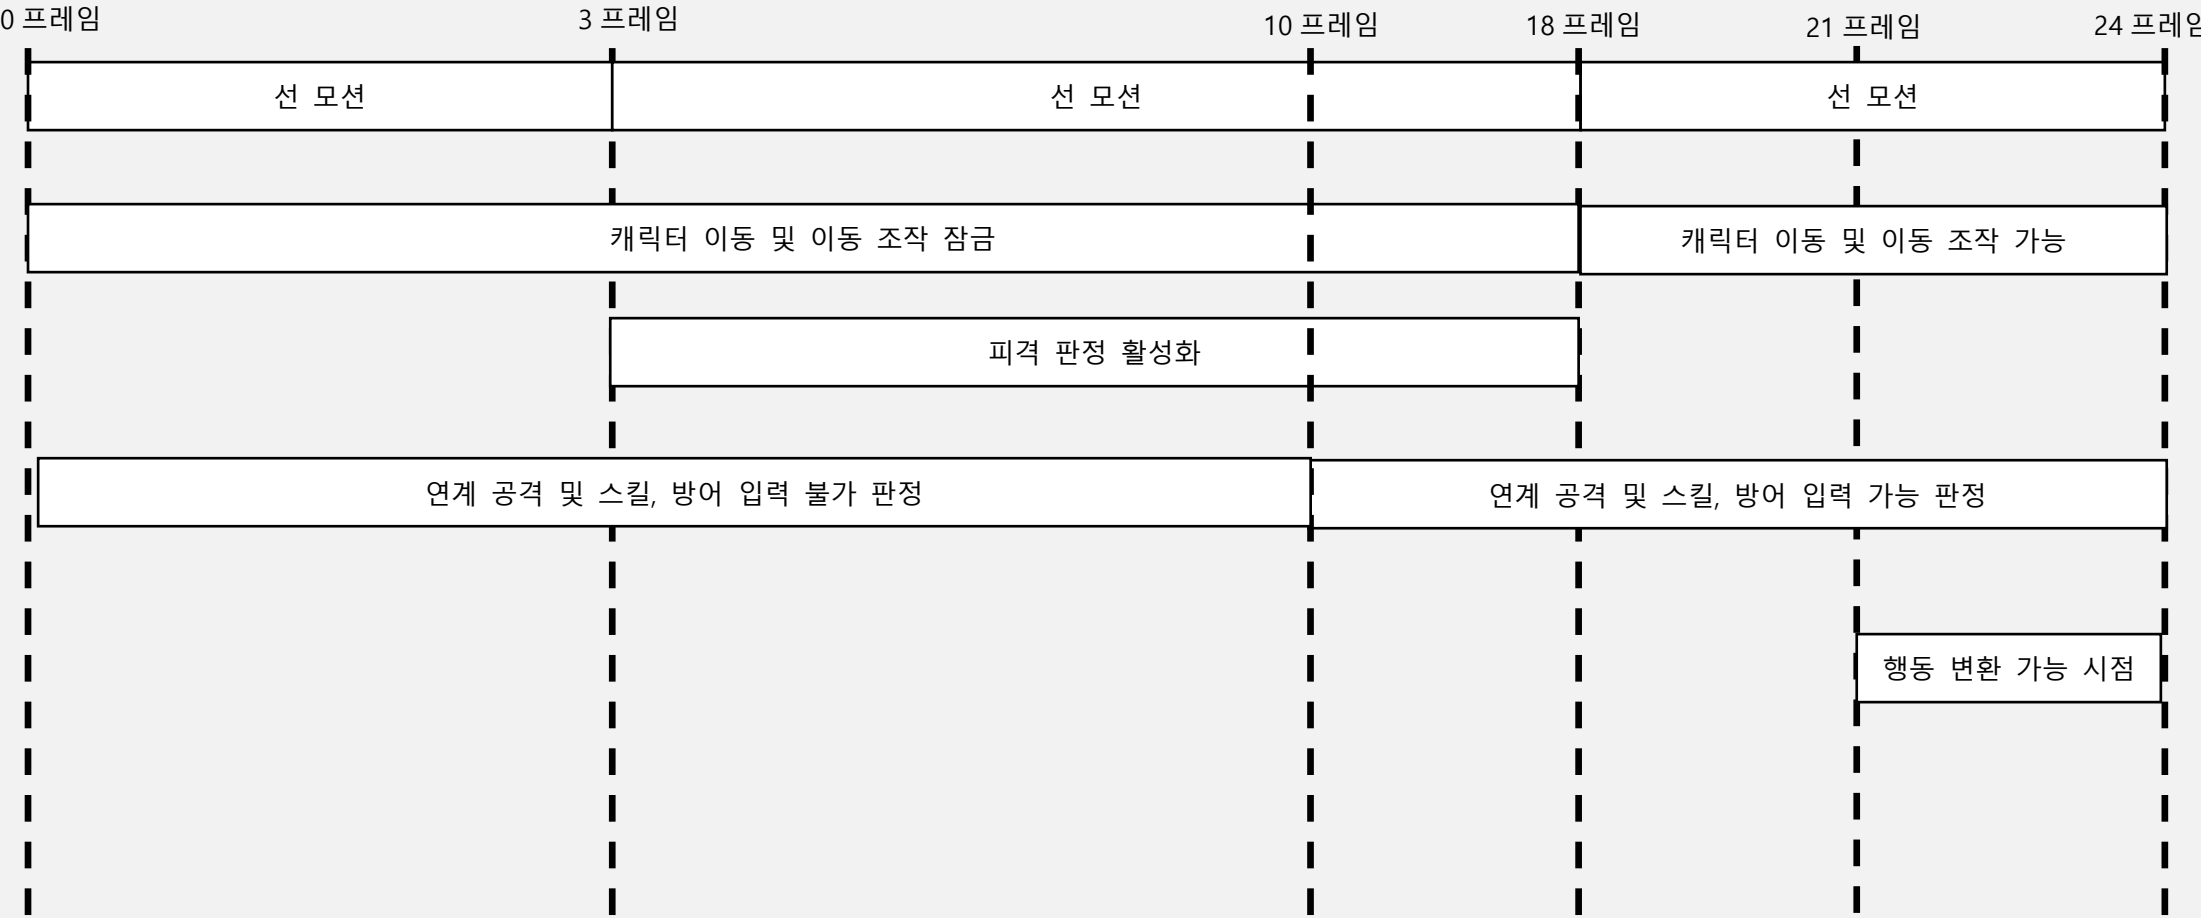 0 프레임
3 프레임
10 프레임
18 프레임
21 프레임
24 프레임
선 모션
선 모션
선 모션
캐릭터 이동 및 이동 조작 잠금
캐릭터 이동 및 이동 조작 가능
피격 판정 활성화
연계 공격 및 스킬, 방어 입력 불가 판정
연계 공격 및 스킬, 방어 입력 가능 판정
행동 변환 가능 시점